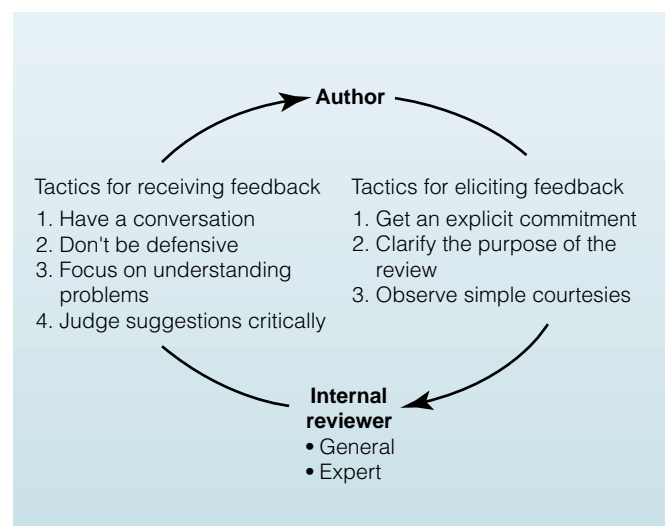 Author
Tactics for receiving feedback
1. Have a conversation
2. Don't be defensive
3. Focus on understanding
problems
4. Judge suggestions critically
Tactics for eliciting feedback
1. Get an explicit commitment
2. Clarify the purpose of the
review
3. Observe simple courtesies
Internal
reviewer
• General
• Expert